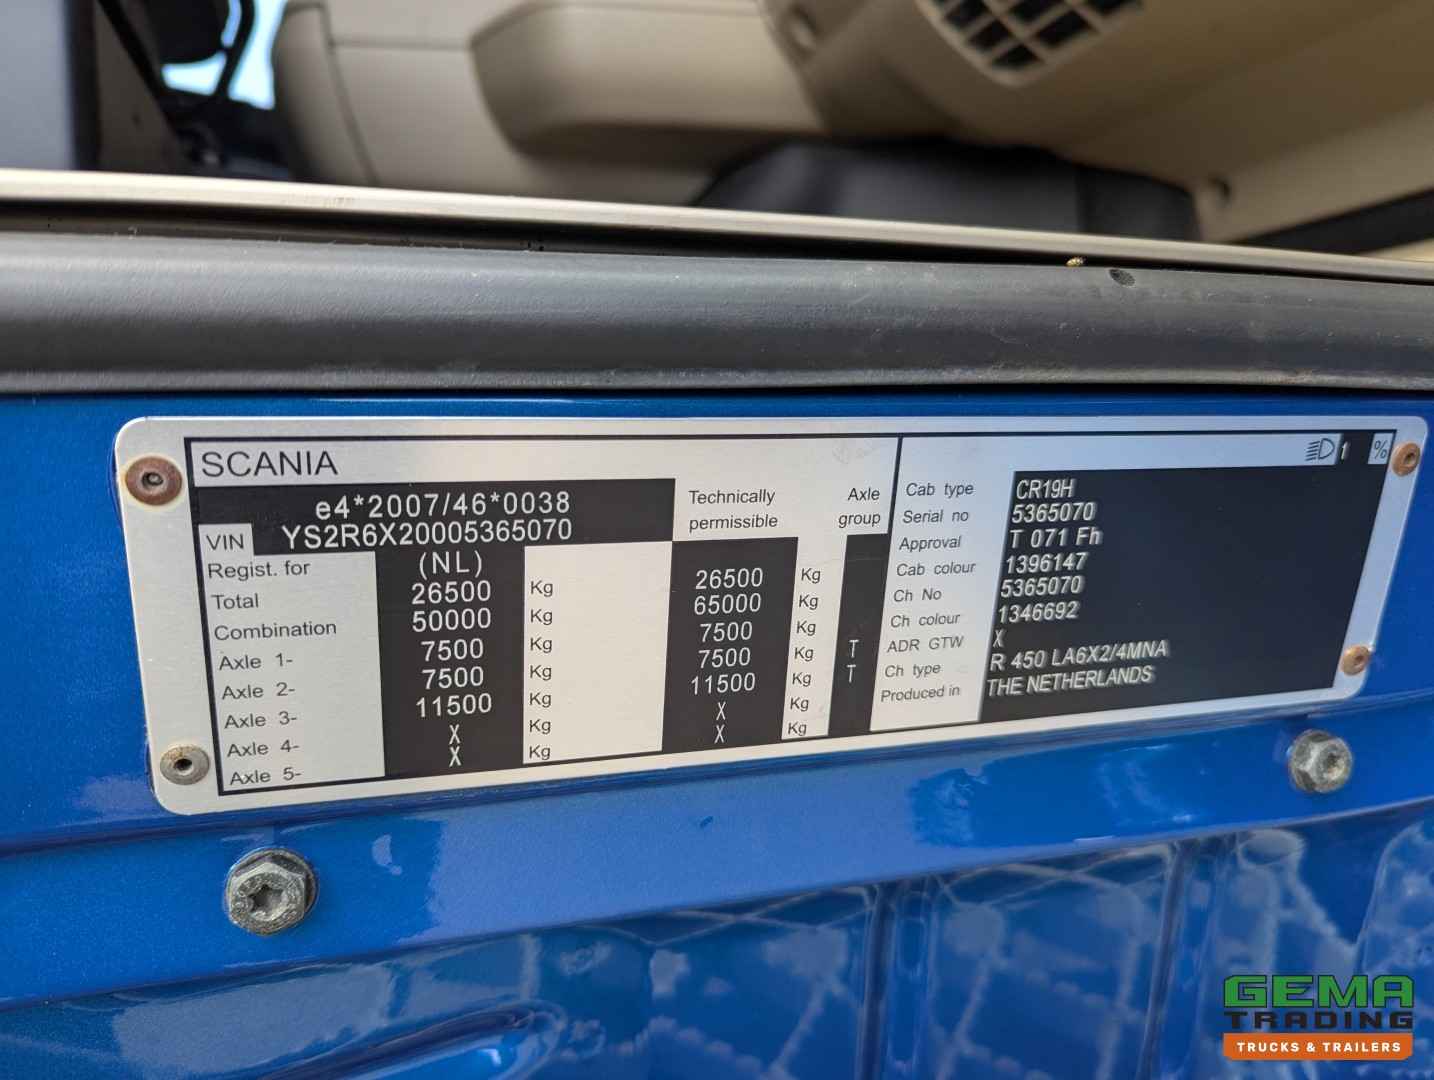 SCANIA
e4*2007/46*0038
VIN YS2R6X20005365070
Regist. for (NL)
Technically permissible
Axle group
Total 26500 Kg 26500 Kg
Combination 50000 Kg 65000 Kg
Axle 1- 7500 Kg 7500 Kg
Axle 2- 7500 Kg 7500 Kg T
Axle 3- 11500 Kg 11500 Kg T
Axle 4- X Kg X Kg
Axle 5- X Kg X Kg
1 %
Cab type CR19H
Serial no 5365070
Approval T 071 Fh
Cab colour 1396147
Ch No 5365070
Ch colour 1346692
ADR GTW X
Ch type R 450 LA6X2/4MNA
Produced in THE NETHERLANDS
GEMA
TRADING
TRUCKS & TRAILERS